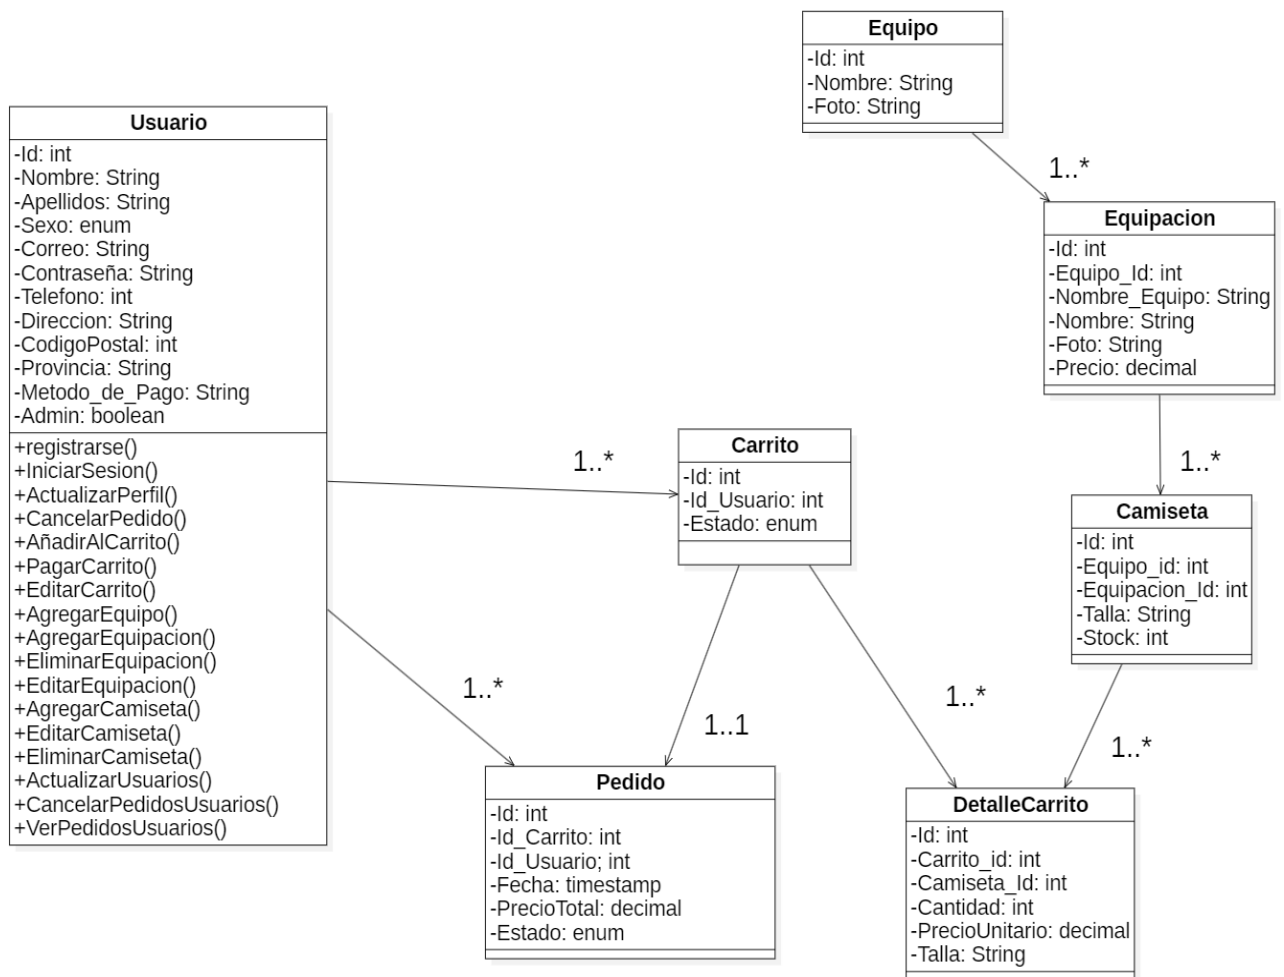 Equipo
-Id: int
-Nombre: String
-Foto: String
Usuario
-Id: int
-Nombre: String
-Apellidos: String
-Sexo: enum
-Correo: String
-Contraseña: String
-Telefono: int
-Direccion: String
-CodigoPostal: int
-Provincia: String
-Metodo_de_Pago: String
-Admin: boolean
+registrarse()
+IniciarSesion()
+ActualizarPerfil()
+CancelarPedido()
+AñadirAlCarrito()
+PagarCarrito()
+EditarCarrito()
+AgregarEquipo()
+AgregarEquipacion()
+EliminarEquipacion()
+EditarEquipacion()
+AgregarCamiseta()
+EditarCamiseta()
+EliminarCamiseta()
+ActualizarUsuarios()
+CancelarPedidosUsuarios()
+VerPedidosUsuarios()
1..*
Equipacion
-Id: int
-Equipo_Id: int
-Nombre_Equipo: String
-Nombre: String
-Foto: String
-Precio: decimal
1..*
Carrito
-Id: int
-Id_Usuario: int
-Estado: enum
1..*
Camiseta
-Id: int
-Equipo_id: int
-Equipacion_Id: int
-Talla: String
-Stock: int
1..*
1..1
1..*
1..*
Pedido
-Id: int
-Id_Carrito: int
-Id_Usuario; int
-Fecha: timestamp
-PrecioTotal: decimal
-Estado: enum
DetalleCarrito
-Id: int
-Carrito_id: int
-Camiseta_Id: int
-Cantidad: int
-PrecioUnitario: decimal
-Talla: String